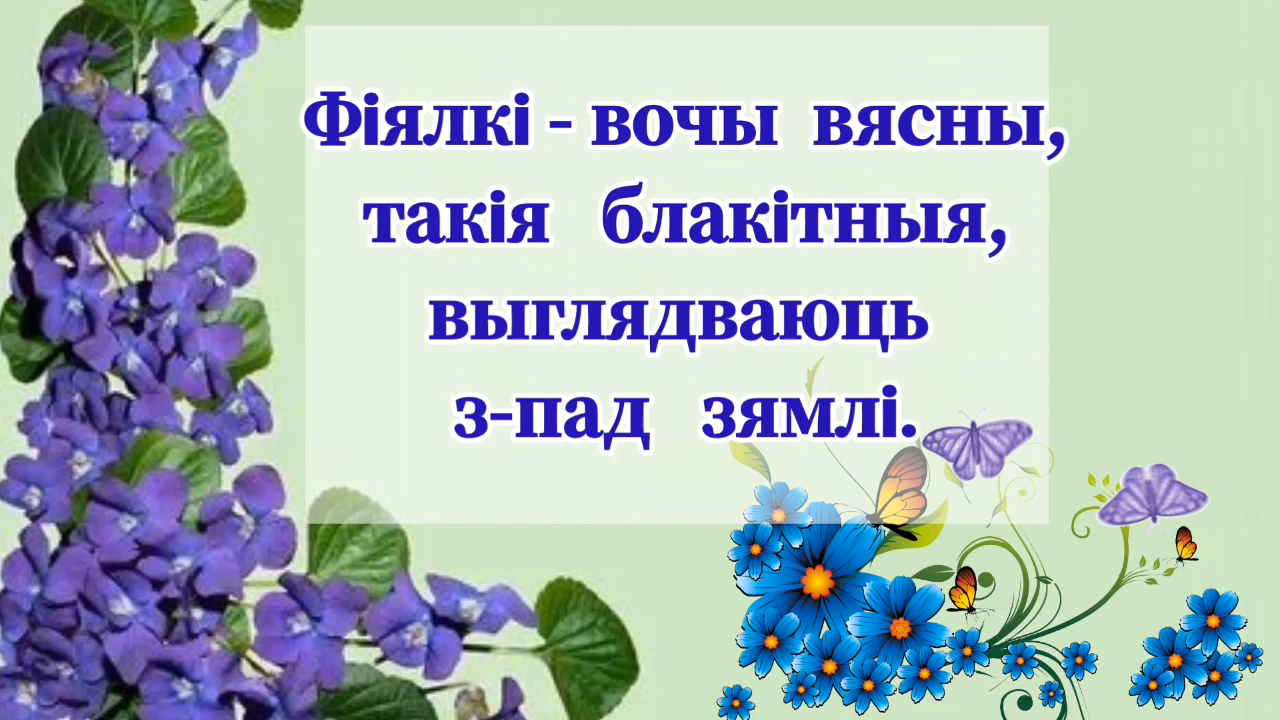 Фіялкі - вочы вясны,
такія блакітныя,
выглядваюць
з-пад зямлі.